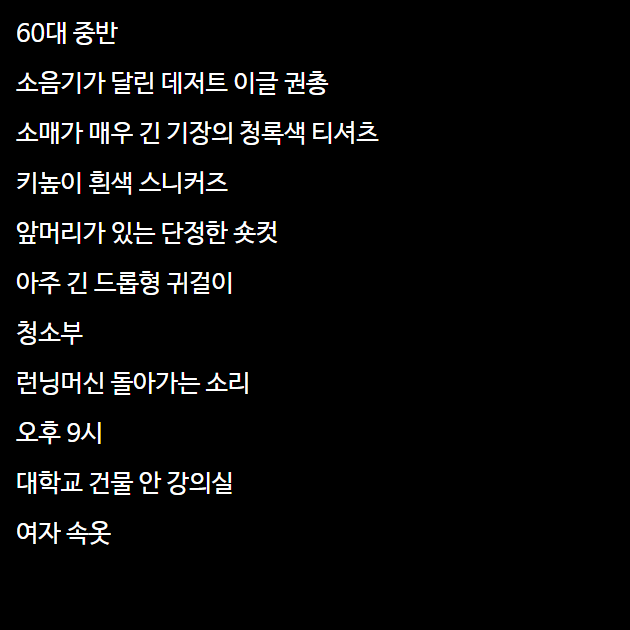 60대 중반
소음기가 달린 데저트 이글 권총
소매가 매우 긴 기장의 청록색 티셔츠
키높이 흰색 스니커즈
앞머리가 있는 단정한 숏컷
아주 긴 드롭형 귀걸이
청소부
런닝머신 돌아가는 소리
오후 9시
대학교 건물 안 강의실
여자 속옷